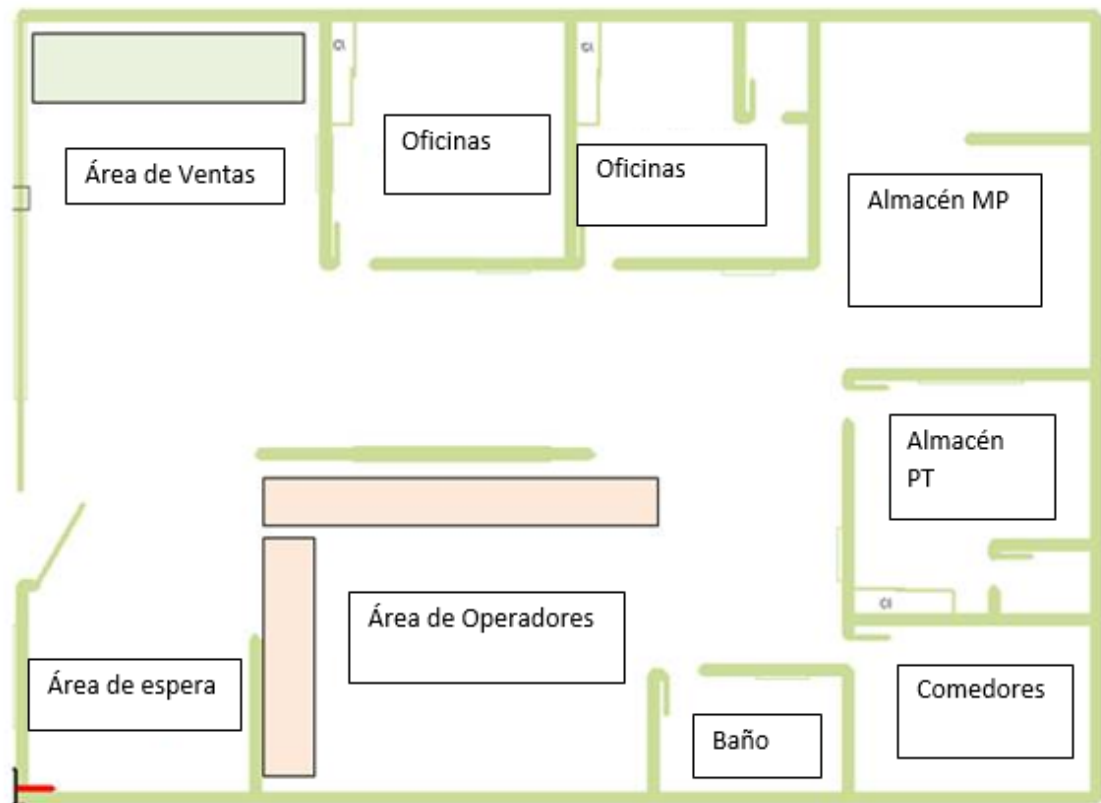 Oficinas
Oficinas
Área de Ventas
Almacén MP
Almacén
PT
Área de Operadores
Área de espera
Comedores
Baño